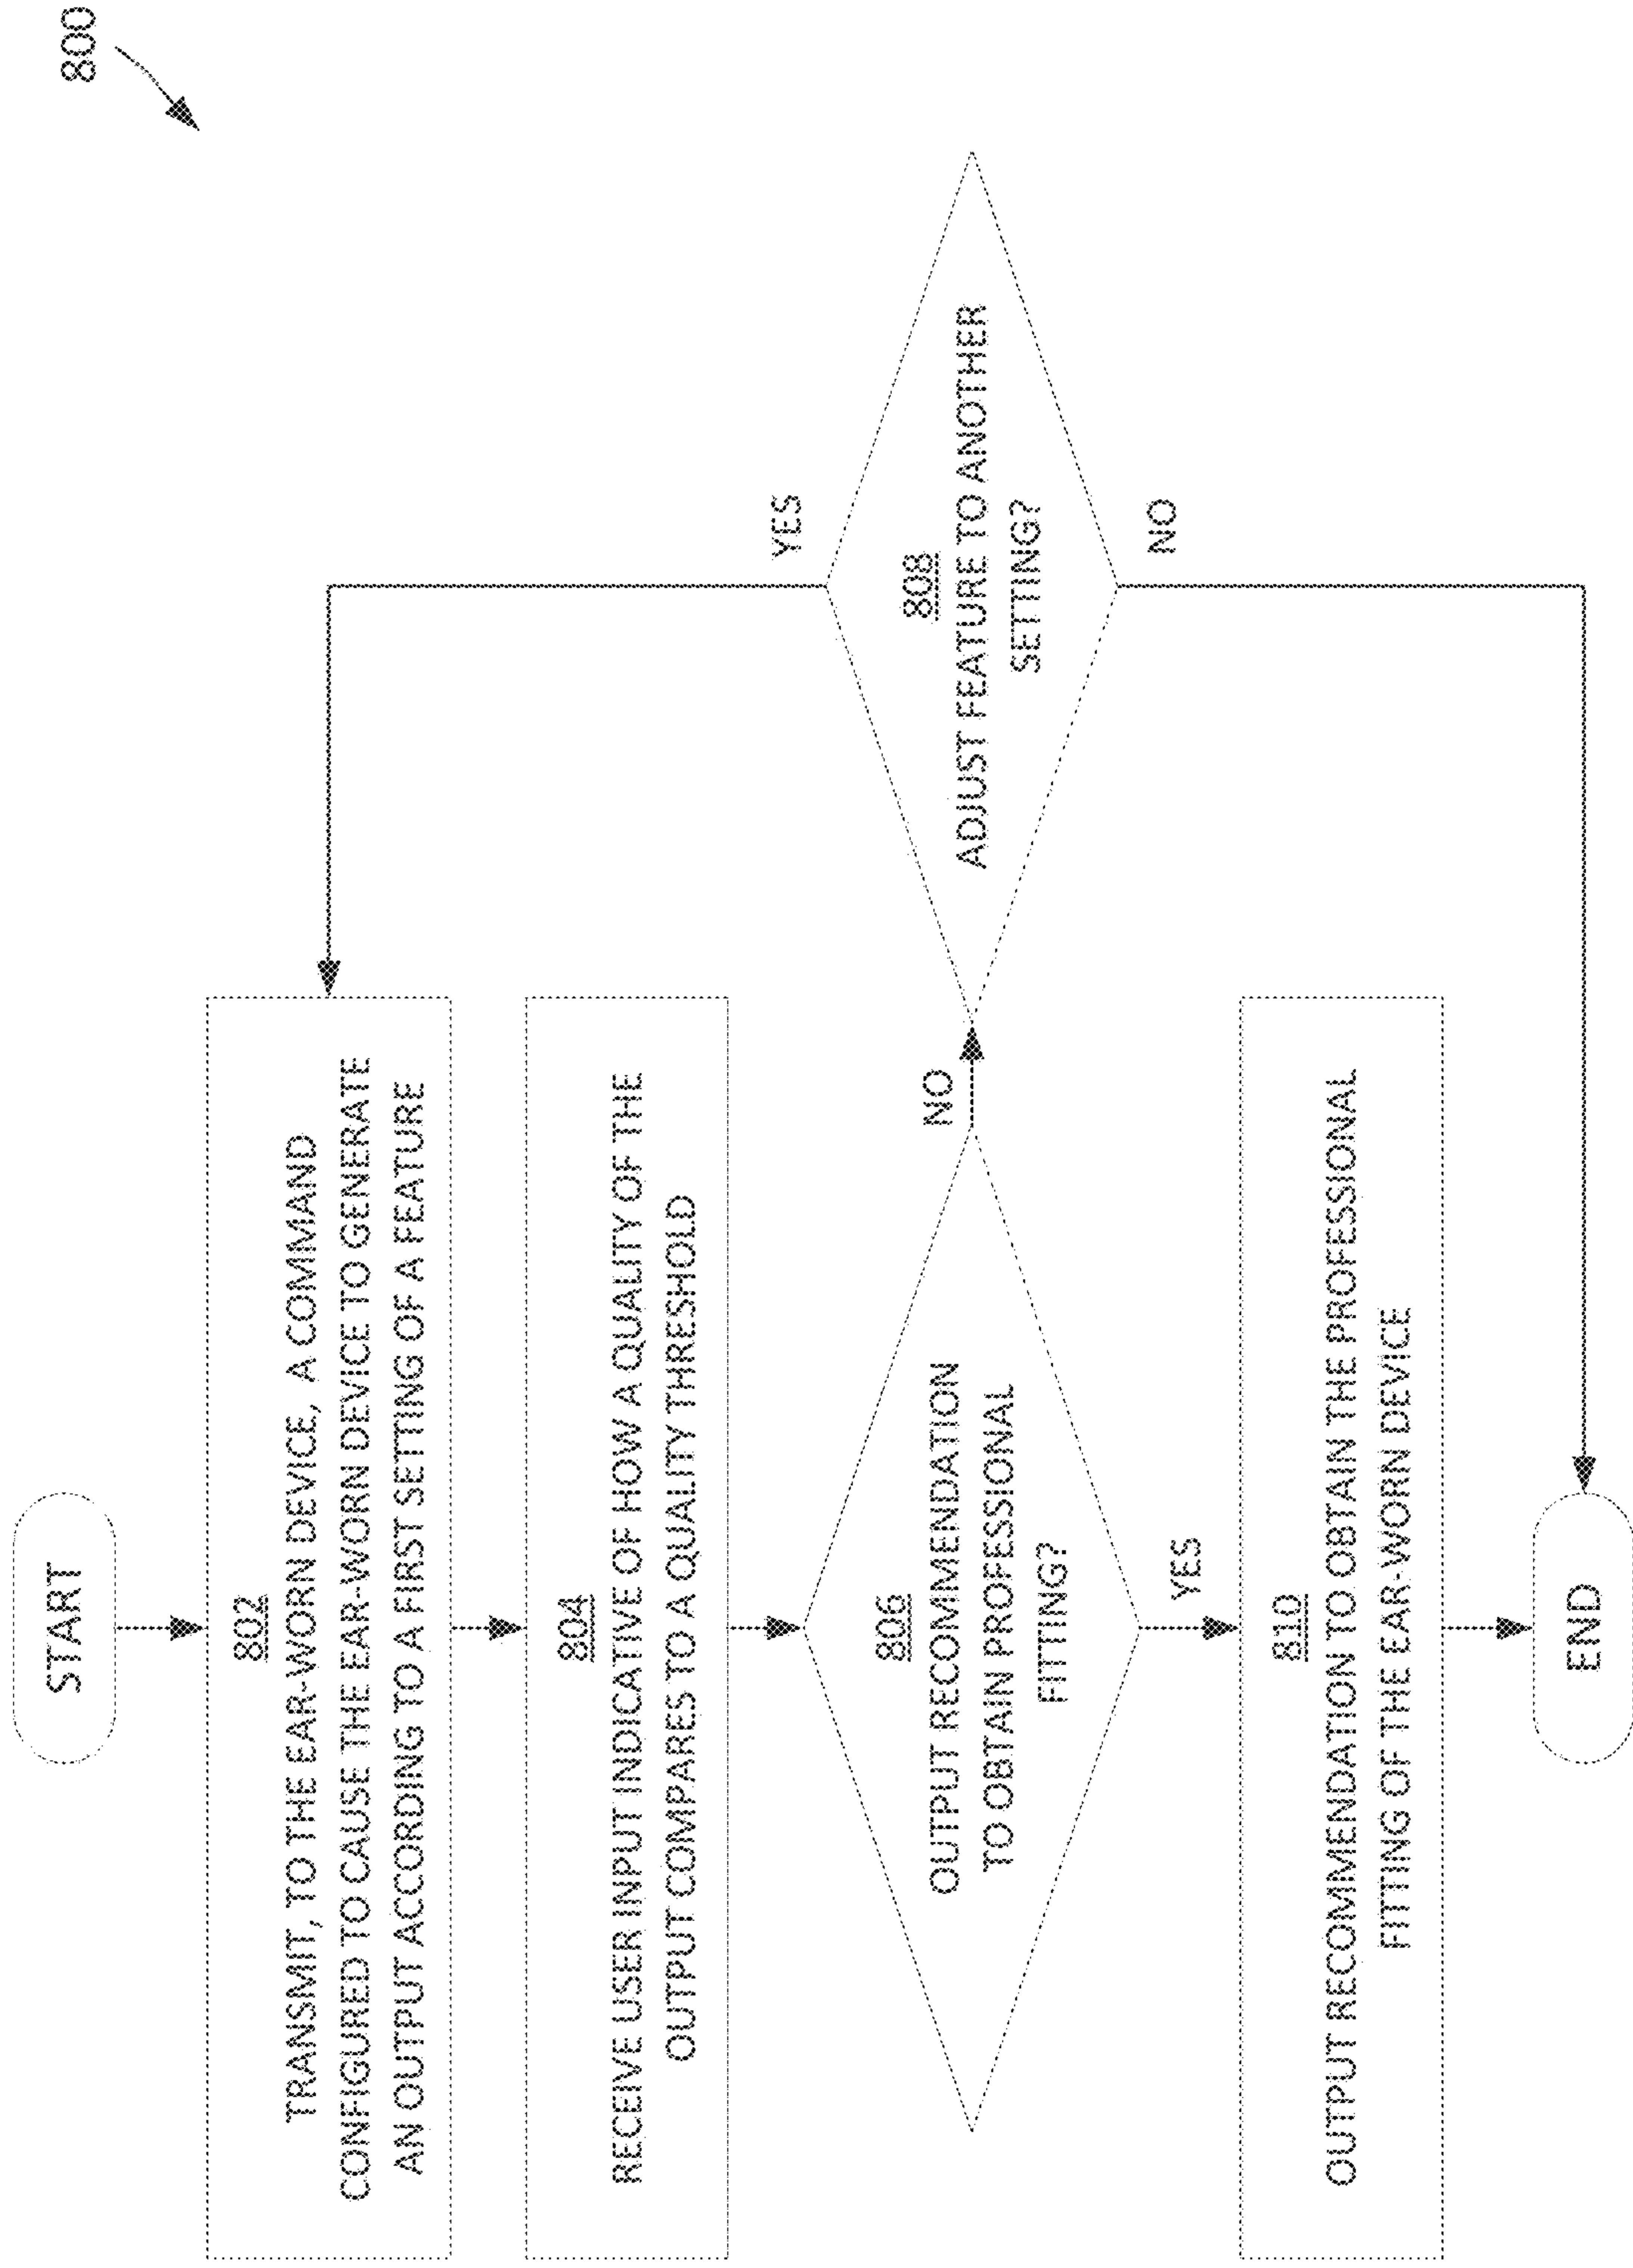 800
START
802
TRANSMIT, TO THE EAR-WORN DEVICE, A COMMAND
CONFIGURED TO CAUSE THE EAR-WORN DEVICE TO GENERATE
AN OUTPUT ACCORDING TO A FIRST SETTING OF A FEATURE
804
RECEIVE USER INPUT INDICATIVE OF HOW A QUALITY OF THE
OUTPUT COMPARES TO A QUALITY THRESHOLD
806
OUTPUT RECOMMENDATION
TO OBTAIN PROFESSIONAL
FITTING?
NO
YES
808
ADJUST FEATURE TO ANOTHER
SETTING?
YES
NO
810
OUTPUT RECOMMENDATION TO OBTAIN THE PROFESSIONAL
FITTING OF THE EAR-WORN DEVICE
END